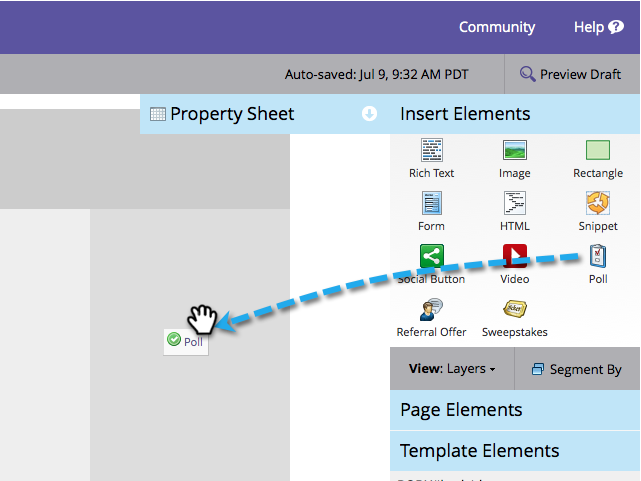 Community Help ?
Auto-saved: Jul 9, 9:32 AM PDT Preview Draft
Property Sheet Insert Elements
Rich Text Image Rectangle
Form HTML Snippet
Social Button Video Poll
Referral Offer Sweepstakes
Poll
View: Layers Segment By
Page Elements
Template Elements